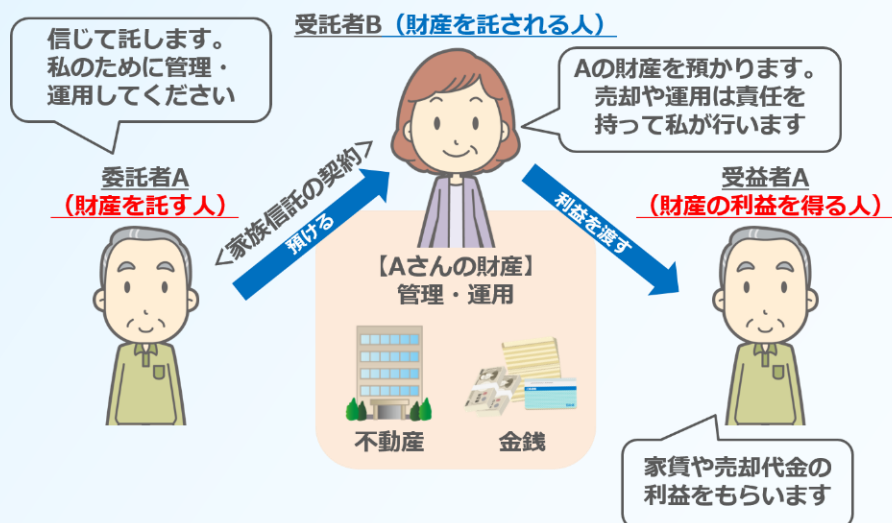 受託者B（財産を託される人）
信じて託します。
私のために管理・
運用してください
Aの財産を預かります。
売却や運用は責任を
持って私が行います
委託者A
（財産を託す人）
＜家族信託の契約＞
預ける
利益を渡す
受益者A
（財産の利益を得る人）
【Aさんの財産】
管理・運用
不動産
金銭
家賃や売却代金の
利益をもらいます